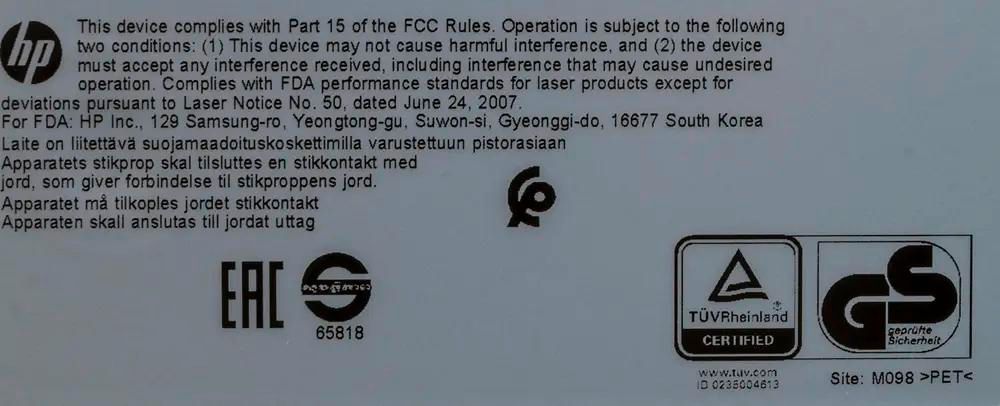 hp
This device complies with Part 15 of the FCC Rules. Operation is subject to the following
two conditions: (1) This device may not cause harmful interference, and (2) the device
must accept any interference received, including interference that may cause undesired
operation. Complies with FDA performance standards for laser products except for
deviations pursuant to Laser Notice No. 50, dated June 24, 2007.
For FDA: HP Inc., 129 Samsung-ro, Yeongtong-gu, Suwon-si, Gyeonggi-do, 16677 South Korea
Laite on liitettävä suojamaadoituskoskettimilla varustettuun pistorasiaan
Apparatets stikprop skal tilsluttes en stikkontakt med
jord, som giver forbindelse til stikproppens jord.
Apparatet må tilkoples jordet stikkontakt
Apparaten skall anslutas till jordat uttag
EAC
65818
TÜVRheinland
CERTIFIED
www.tuv.com
ID 0235004613
GS
geprüfte
Sicherheit
Site: M098 >PET<